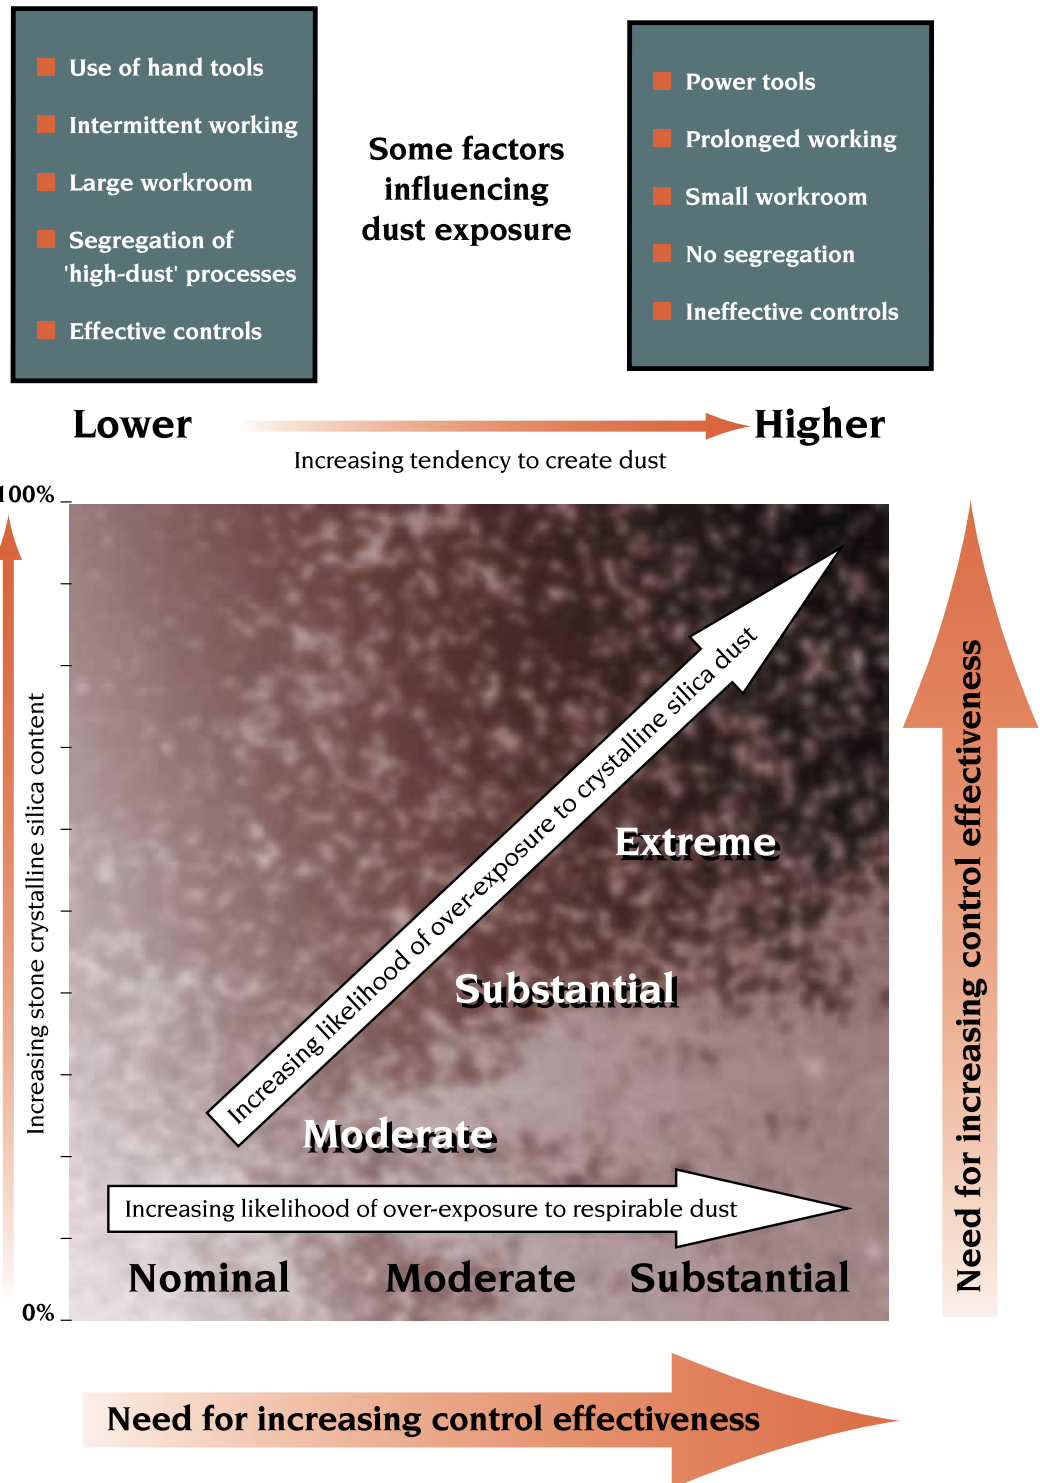 Use of hand tools
Intermittent working
Large workroom
Segregation of
'high-dust' processes
Effective controls
Some factors
influencing
dust exposure
Power tools
Prolonged working
Small workroom
No segregation
Ineffective controls
Lower
Higher
Increasing tendency to create dust
100%
Increasing stone crystalline silica content
0%
Increasing likelihood of over-exposure to crystalline silica dust
Extreme
Substantial
Moderate
Increasing likelihood of over-exposure to respirable dust
Nominal
Moderate
Substantial
Need for increasing control effectiveness
Need for increasing control effectiveness